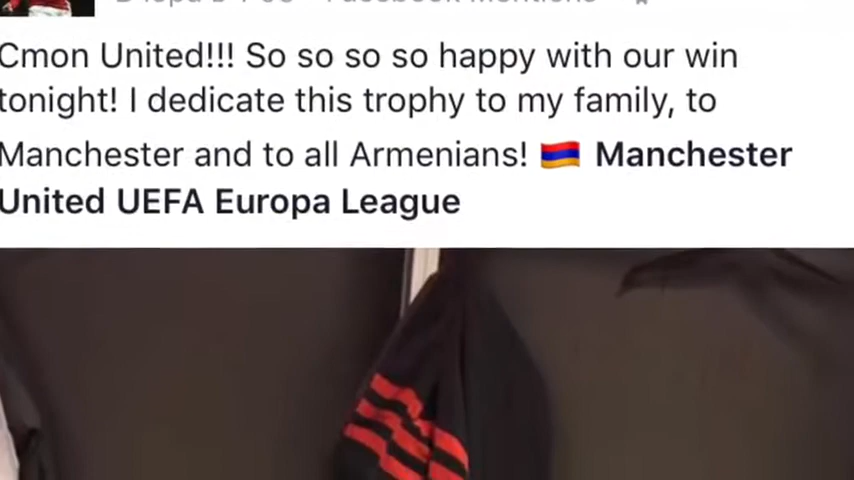 Cmon United!!! So so so so happy with our win
tonight! I dedicate this trophy to my family, to
Manchester and to all Armenians! 🇦🇲 Manchester
United UEFA Europa League